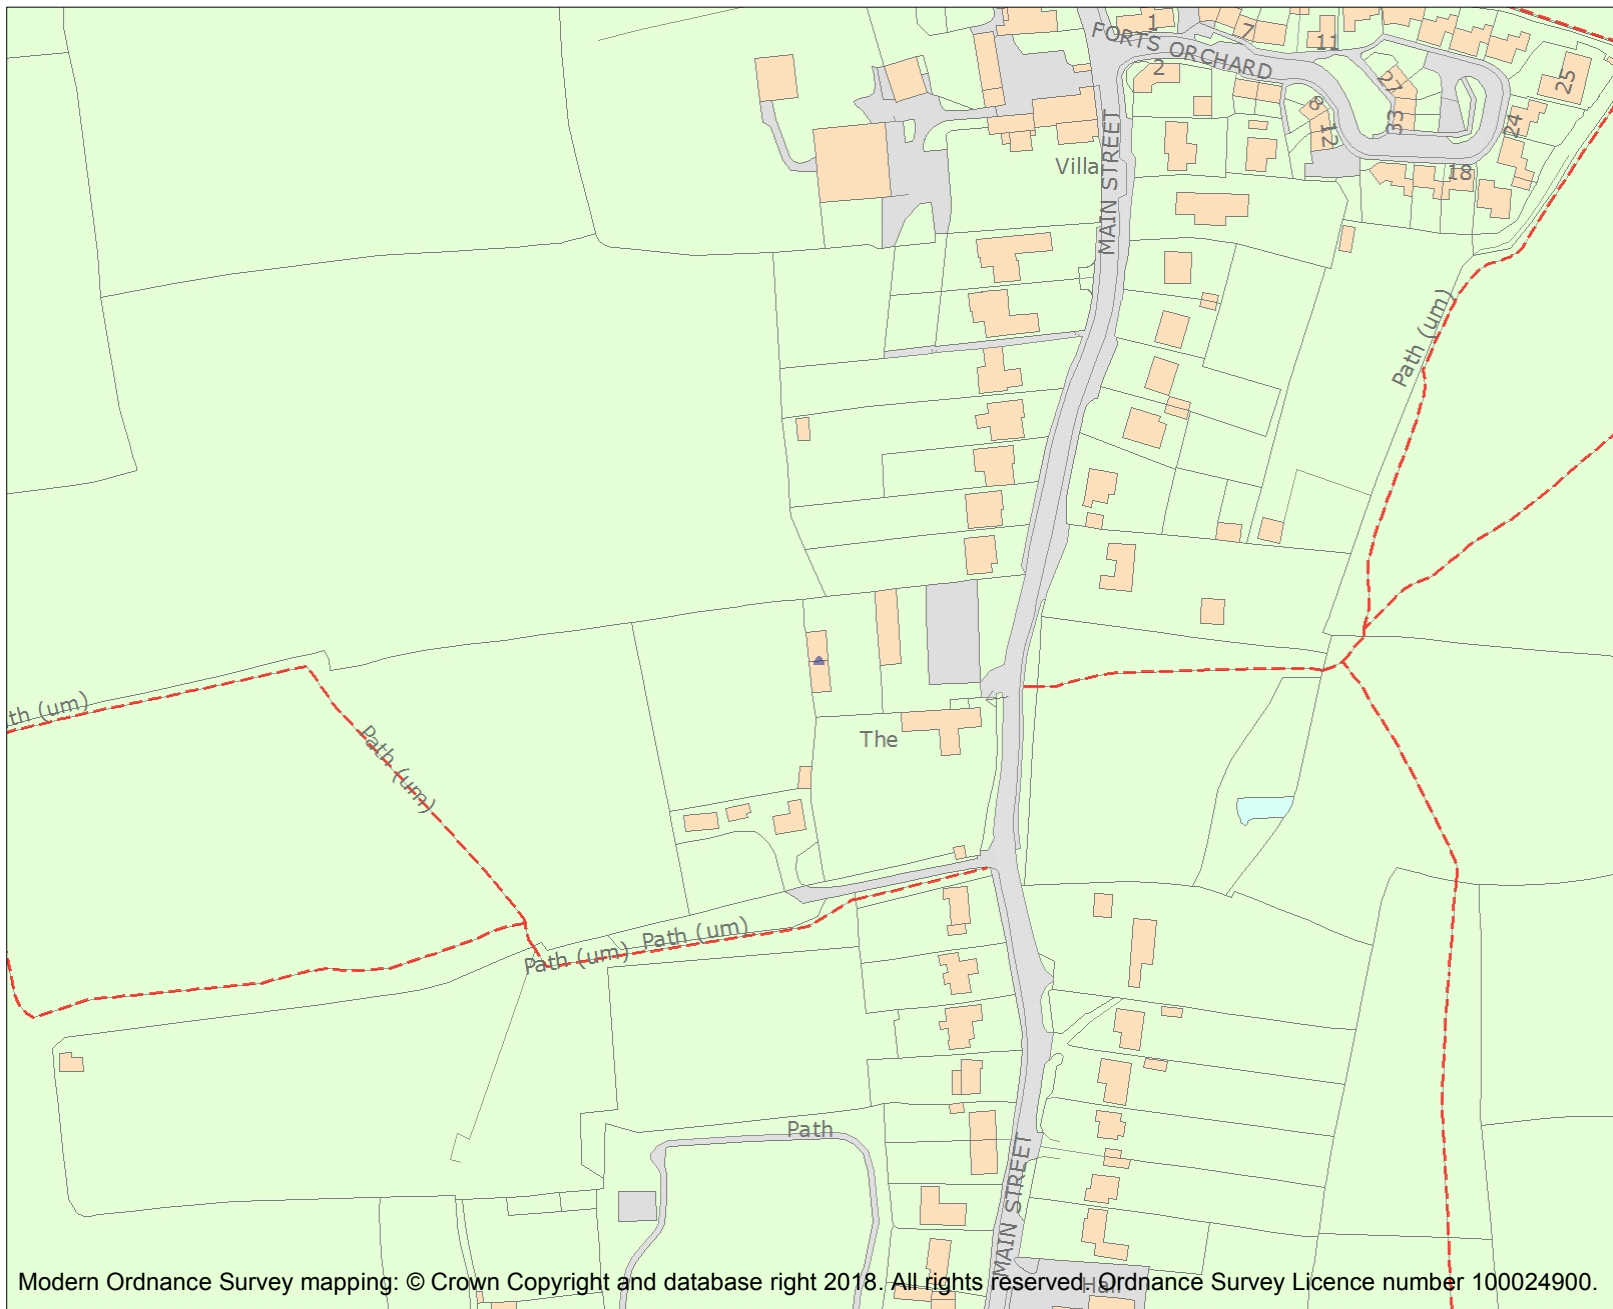 1
7
11
FORTS ORCHARD
2
27
25
8
12
33
24
18
MAIN STREET
Villa
Path (um)
th (um)
Path (um)
The
Path (um)
Path (um)
Path
MAIN STREET
Hall
Modern Ordnance Survey mapping: © Crown Copyright and database right 2018. All rights reserved. Ordnance Survey Licence number 100024900.